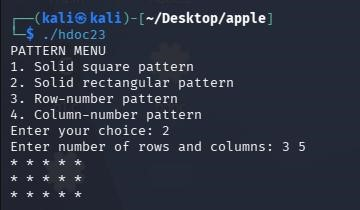 ┌──(kali㉿kali)-[~/Desktop/apple]
└─$ ./hdoc23
PATTERN MENU
1. Solid square pattern
2. Solid rectangular pattern
3. Row-number pattern
4. Column-number pattern
Enter your choice: 2
Enter number of rows and columns: 3 5
* * * * *
* * * * *
* * * * *